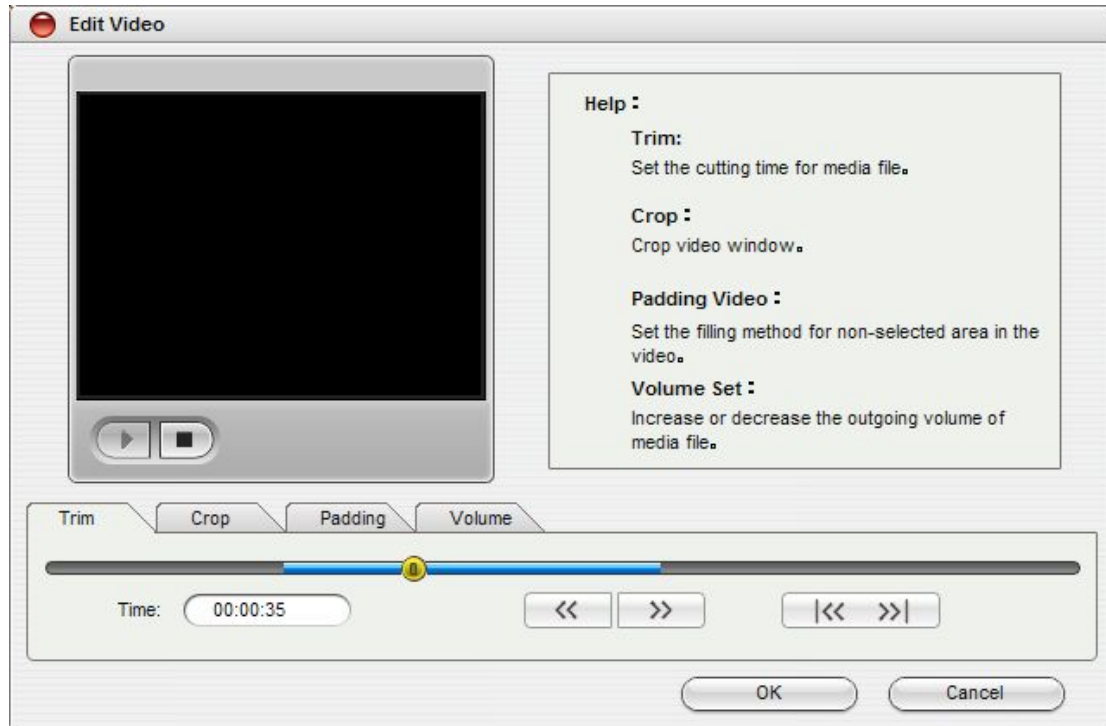 Edit Video
Help：
Trim:
Set the cutting time for media file。
Crop：
Crop video window。
Padding Video：
Set the filling method for non-selected area in the
video。
Volume Set：
Increase or decrease the outgoing volume of
media file。
Trim Crop Padding Volume
Time: 00:00:35
<< >> |<< >>|
OK Cancel